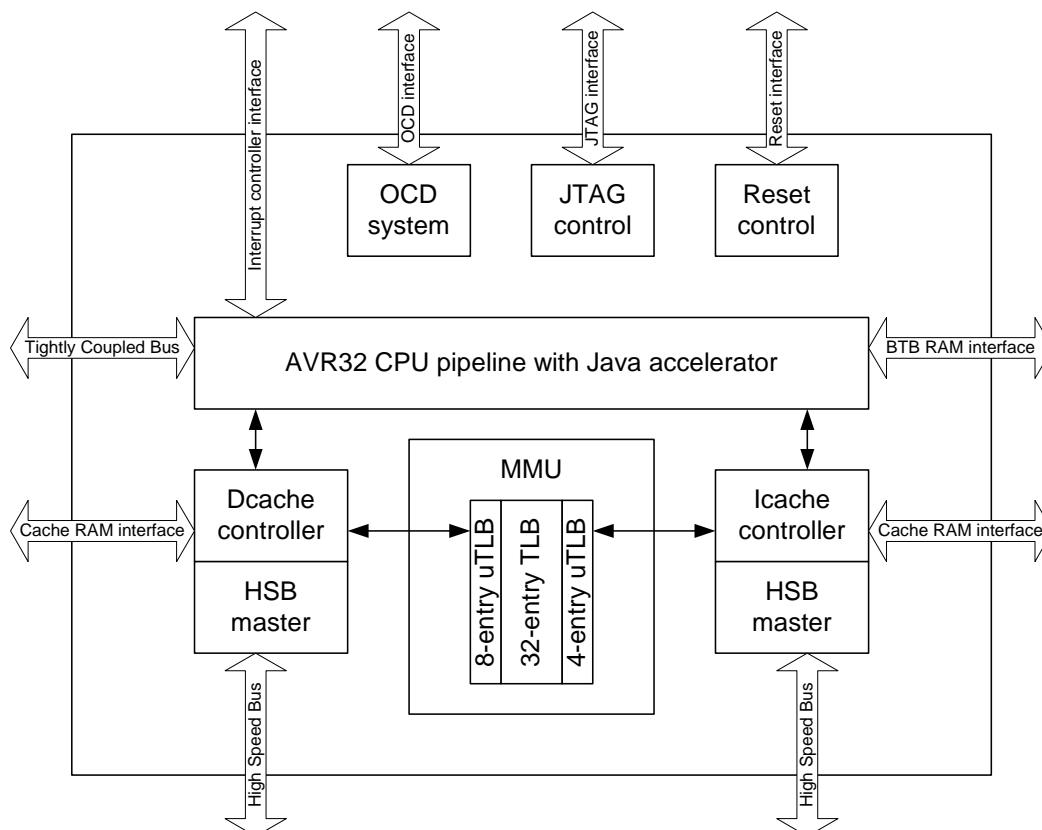 Interrupt controller interface
OCD interface
JTAG interface
Reset interface
OCD
system
JTAG
control
Reset
control
Tightly Coupled Bus
AVR32 CPU pipeline with Java accelerator
BTB RAM interface
MMU
Dcache
controller
Icache
controller
Cache RAM interface
8-entry uTLB
32-entry TLB
4-entry uTLB
Cache RAM interface
HSB
master
HSB
master
High Speed Bus
High Speed Bus